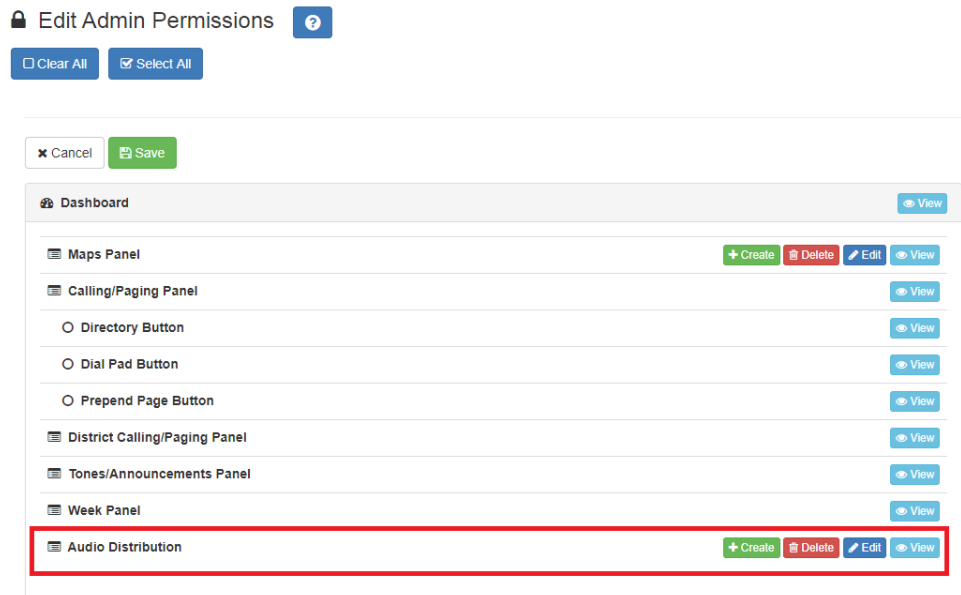 Edit Admin Permissions ?
Clear All Select All
Cancel Save
Dashboard View
Maps Panel Create Delete Edit View
Calling/Paging Panel View
Directory Button View
Dial Pad Button View
Prepend Page Button View
District Calling/Paging Panel View
Tones/Announcements Panel View
Week Panel View
Audio Distribution Create Delete Edit View